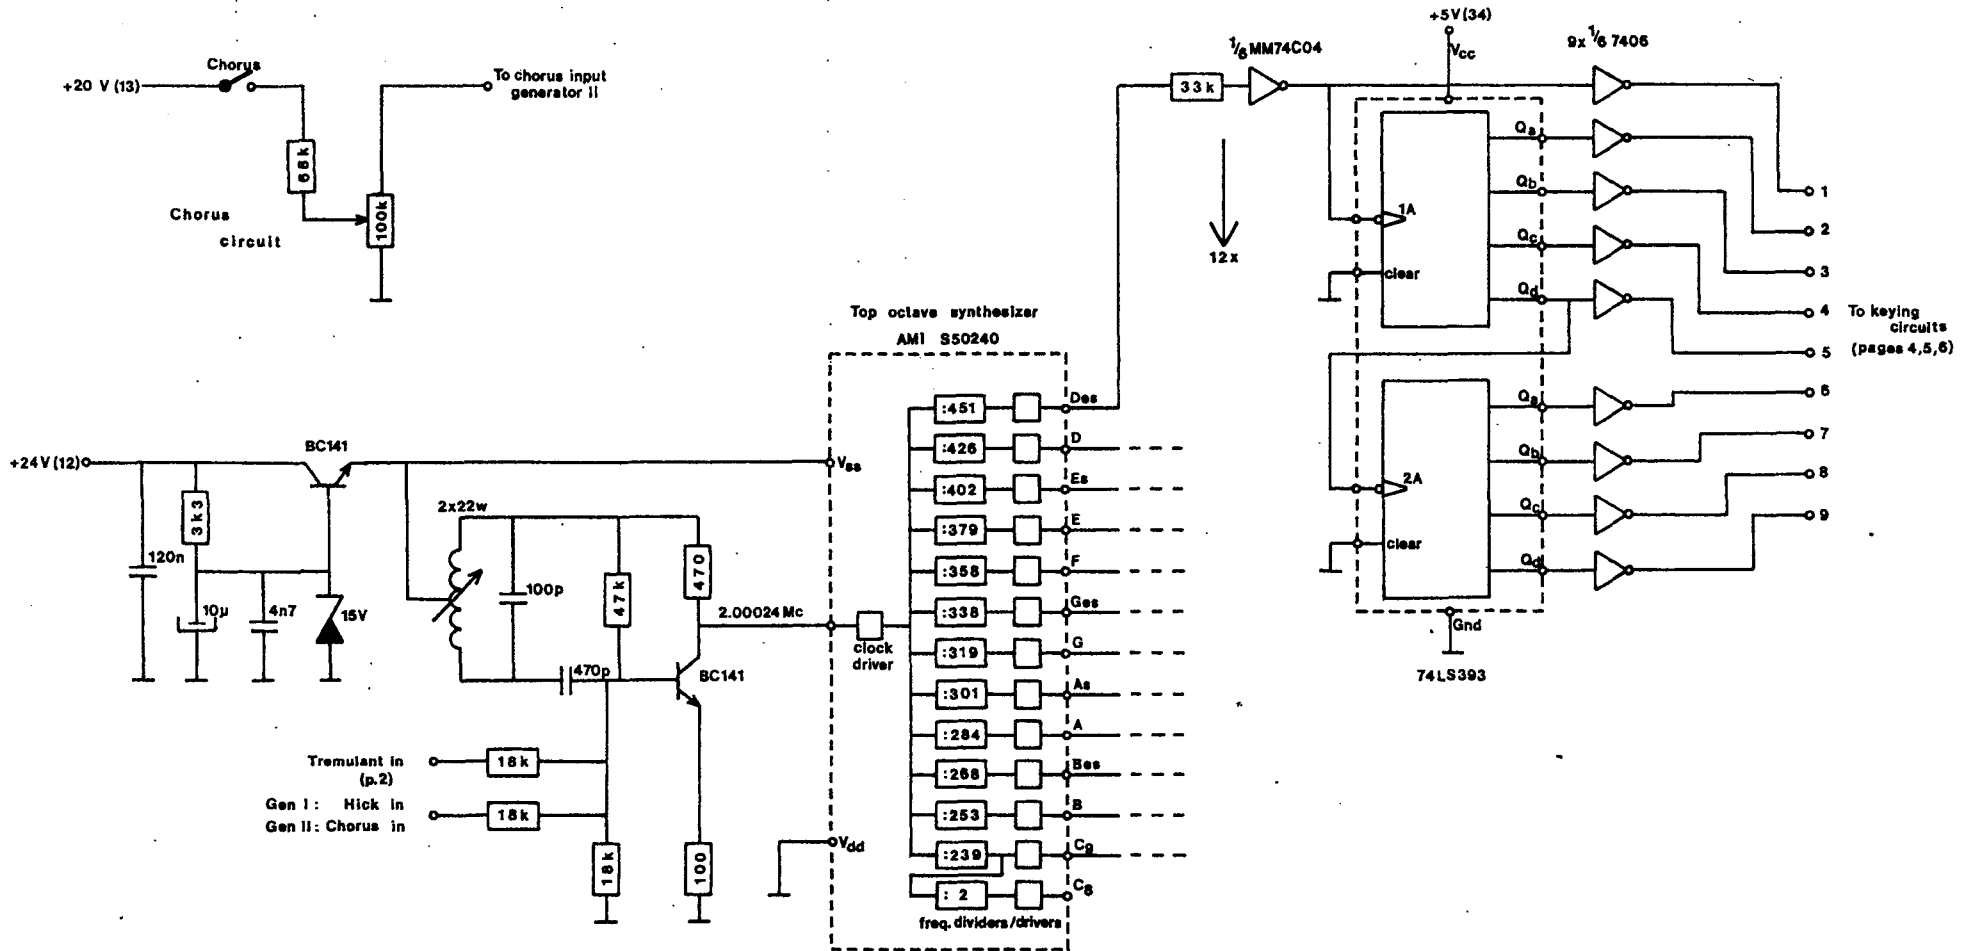 Chorus
+20 V (13)
To chorus input
generator II
68k
100k
Chorus
circuit
+5V (34)
Vcc
1/6 MM74C04
9x 1/6 7406
33k
12x
1A
clear
Qa
Qb
Qc
Qd
1
2
3
4
5
6
7
8
9
To keying
circuits
(pages 4,5,6)
2A
clear
Qa
Qb
Qc
Qd
Gnd
74LS393
Top octave synthesizer
AMI S50240
:451
Des
:426
D
:402
Es
:379
E
:358
F
:338
Ges
:319
G
:301
As
:284
A
:268
Bes
:253
B
:239
C9
: 2
C8
freq. dividers/drivers
Vss
clock
driver
Vdd
+24V (12)
BC141
3k3
120n
10µ
4n7
15V
2x22w
100p
47k
470
2.00024 Mc
470p
BC141
Tremulant in
(p.2)
18k
Gen I : Hick in
Gen II : Chorus in
18k
18k
100